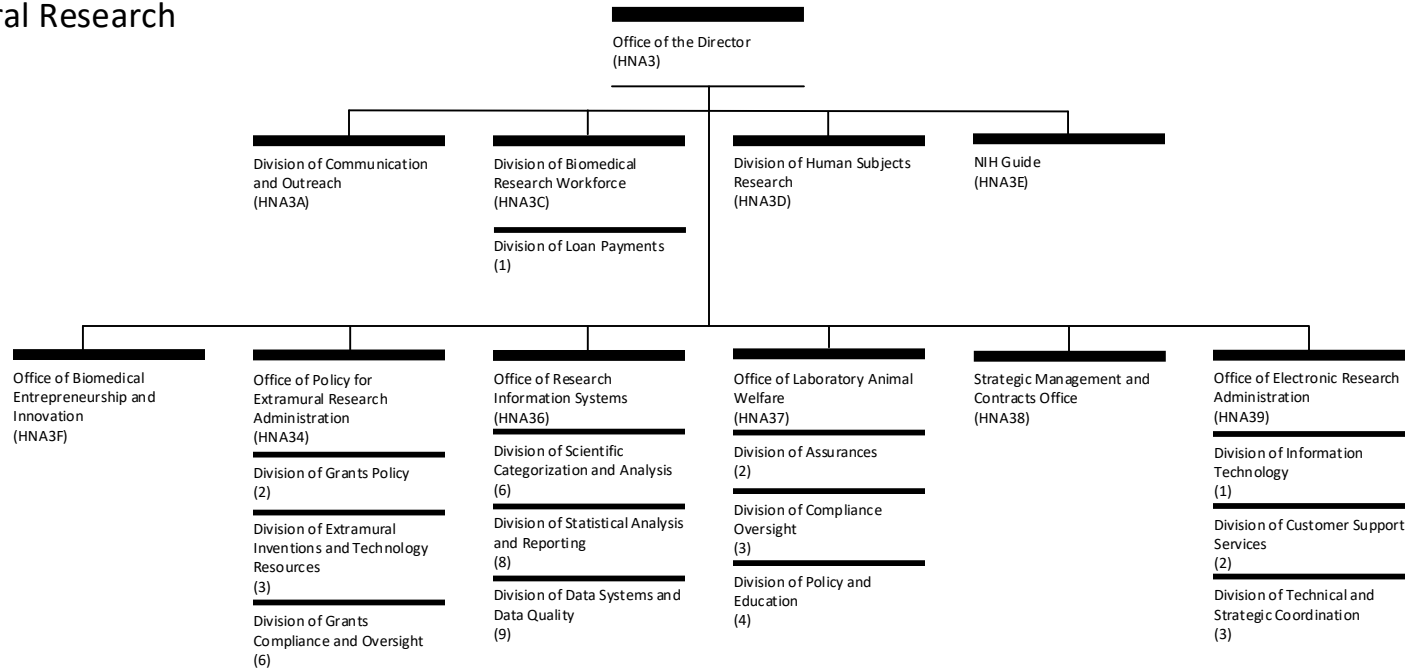 ral Research
Office of the Director
(HNA3)
Division of Communication
and Outreach
(HNA3A)
Division of Biomedical
Research Workforce
(HNA3C)
Division of Loan Payments
(1)
Division of Human Subjects
Research
(HNA3D)
NIH Guide
(HNA3E)
Office of Biomedical
Entrepreneurship and
Innovation
(HNA3F)
Office of Policy for
Extramural Research
Administration
(HNA34)
Division of Grants Policy
(2)
Division of Extramural
Inventions and Technology
Resources
(3)
Division of Grants
Compliance and Oversight
(6)
Office of Research
Information Systems
(HNA36)
Division of Scientific
Categorization and Analysis
(6)
Division of Statistical Analysis
and Reporting
(8)
Division of Data Systems and
Data Quality
(9)
Office of Laboratory Animal
Welfare
(HNA37)
Division of Assurances
(2)
Division of Compliance
Oversight
(3)
Division of Policy and
Education
(4)
Strategic Management and
Contracts Office
(HNA38)
Office of Electronic Research
Administration
(HNA39)
Division of Information
Technology
(1)
Division of Customer Support
Services
(2)
Division of Technical and
Strategic Coordination
(3)